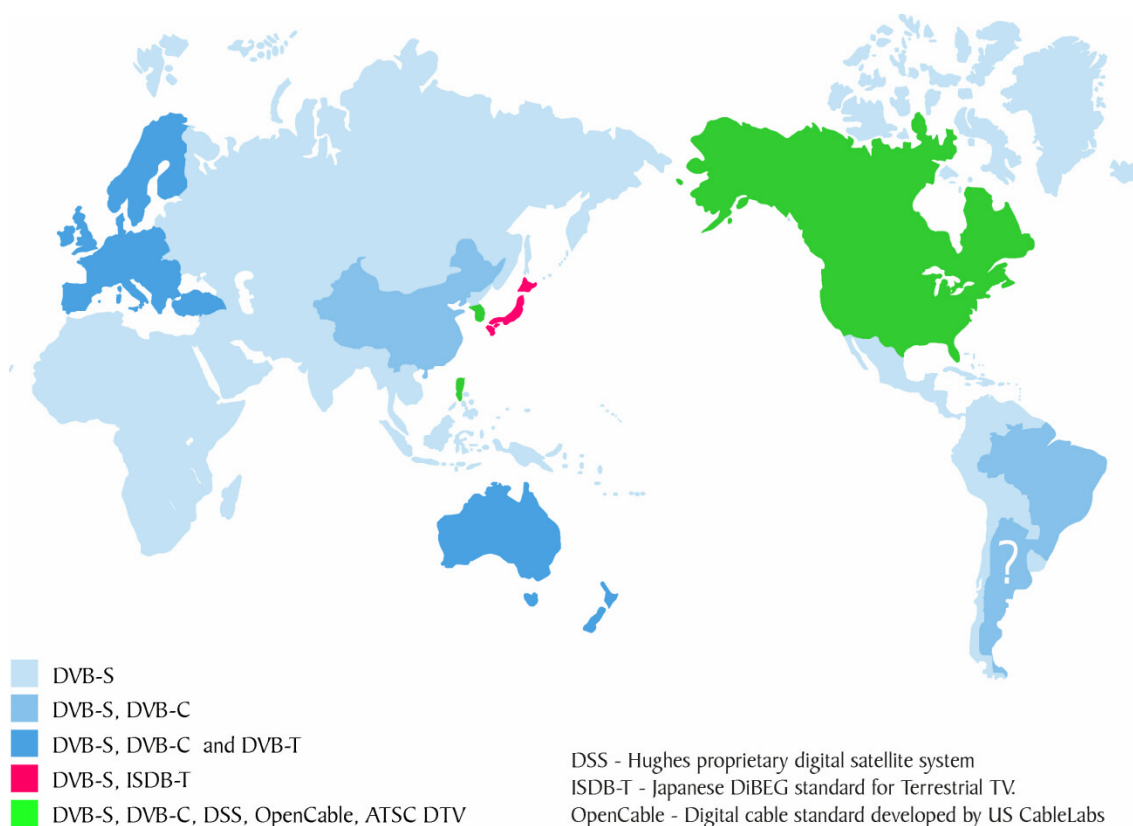 ?
DVB-S
DVB-S, DVB-C
DVB-S, DVB-C and DVB-T
DVB-S, ISDB-T
DVB-S, DVB-C, DSS, OpenCable, ATSC DTV
DSS - Hughes proprietary digital satellite system
ISDB-T - Japanese DiBEG standard for Terrestrial TV.
OpenCable - Digital cable standard developed by US CableLabs